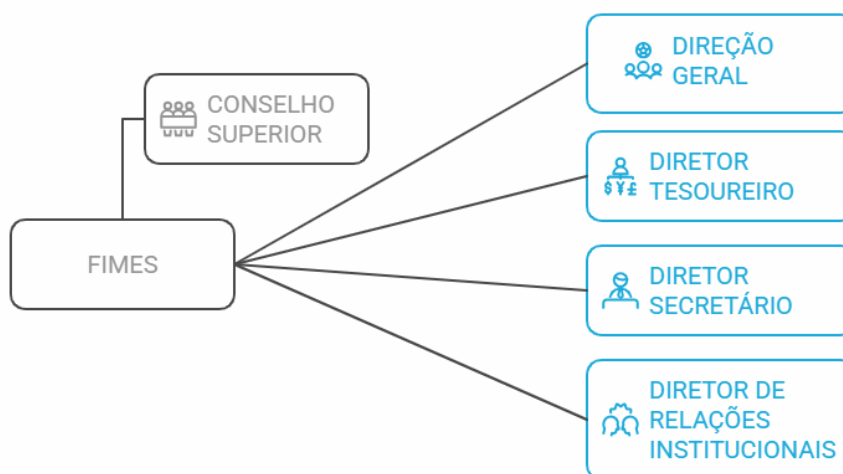 CONSELHO
SUPERIOR
FIMES
DIREÇÃO
GERAL
DIRETOR
TESOUREIRO
$ ¥ £
DIRETOR
SECRETÁRIO
DIRETOR DE
RELAÇÕES
INSTITUCIONAIS